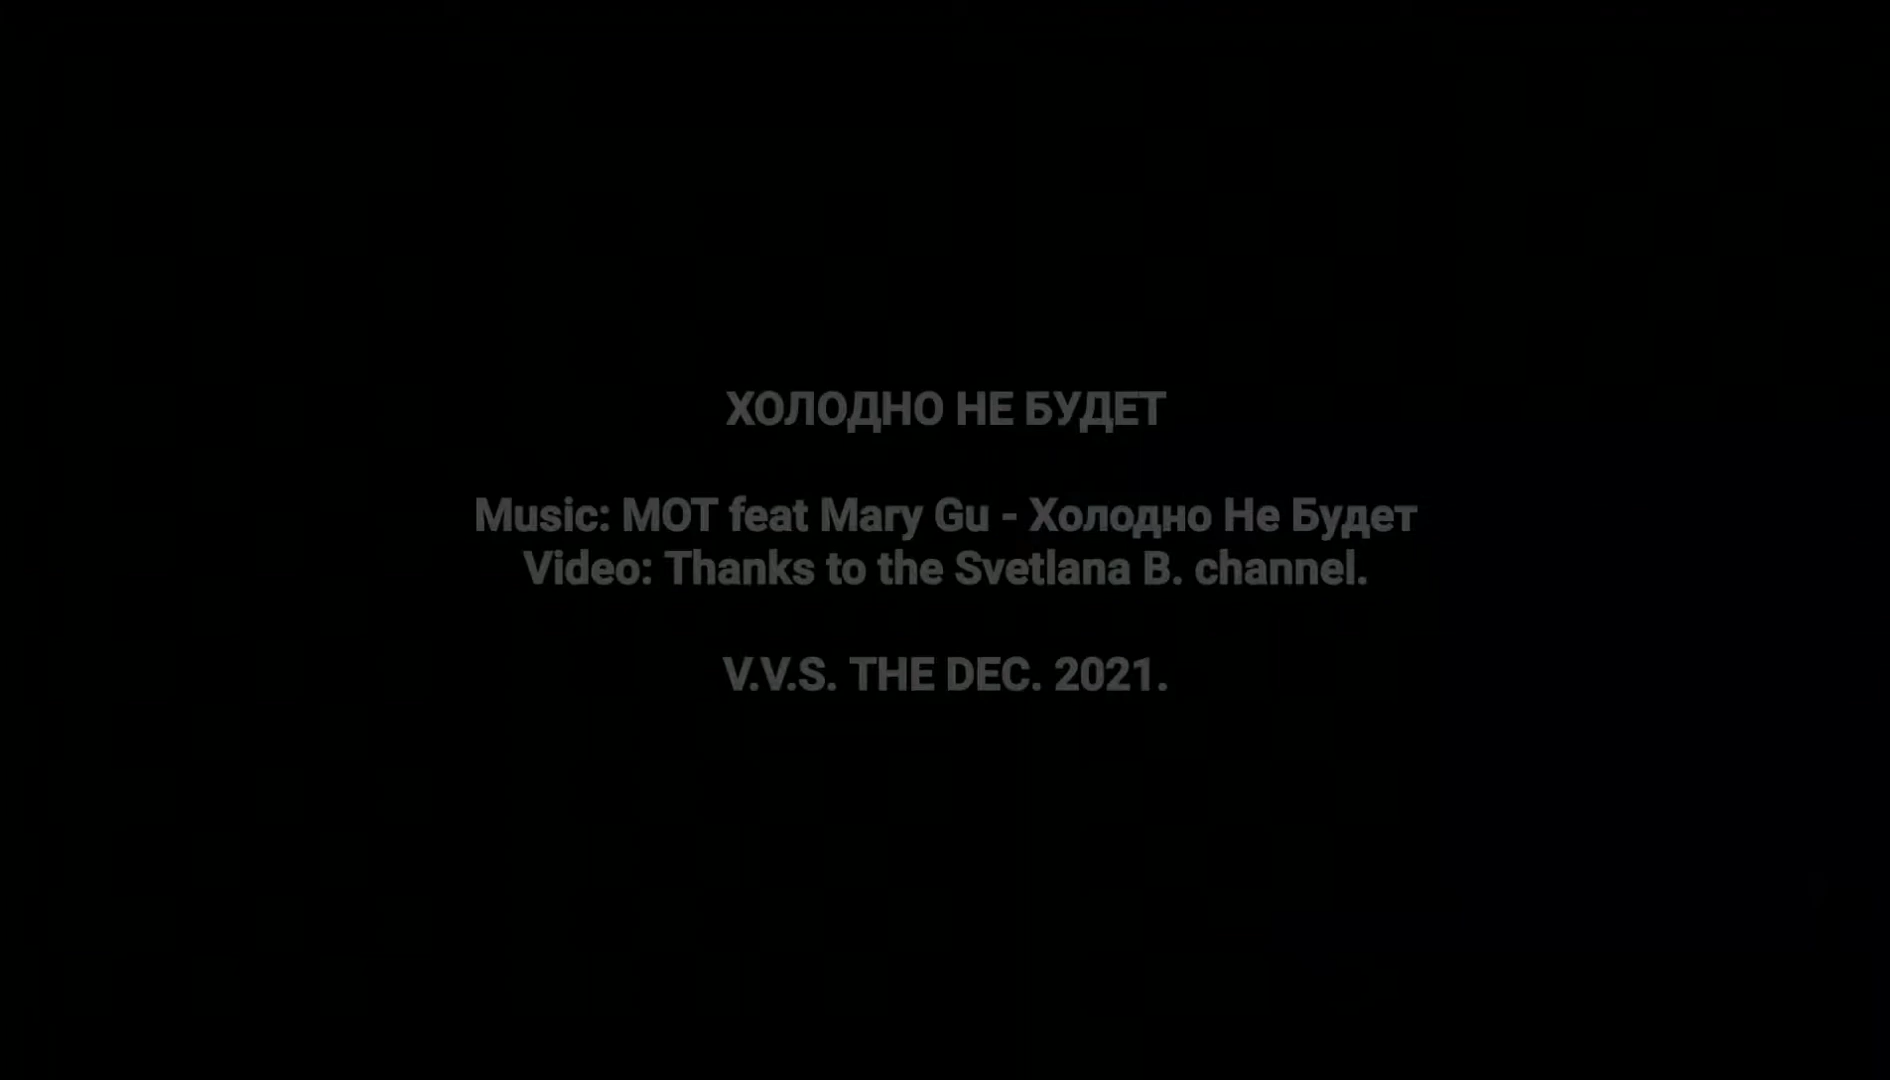 ХОЛОДНО НЕ БУДЕТ
Music: МОТ feat Mary Gu - Холодно Не Будет
Video: Thanks to the Svetlana B. channel.
V.V.S. THE DEC. 2021.